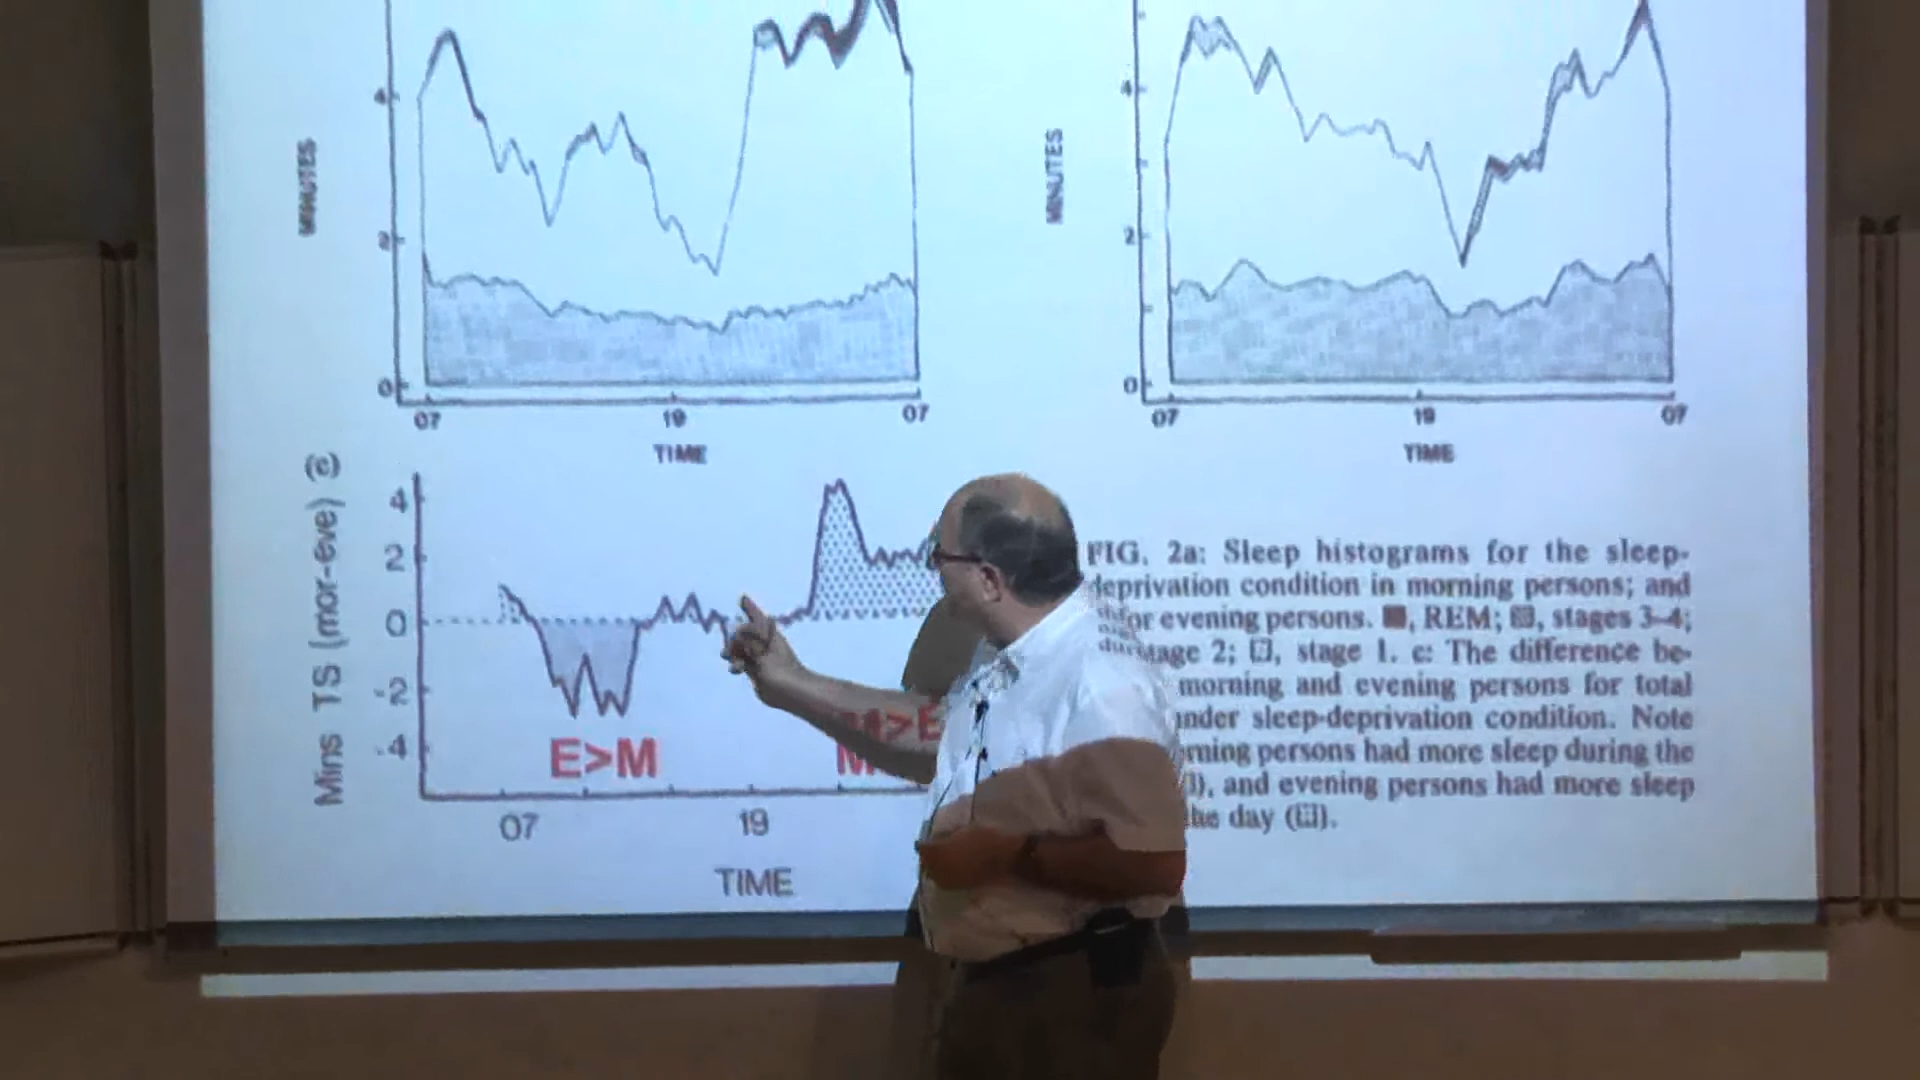 4
2
0
MINUTES
07
19
07
TIME
4
2
0
MINUTES
07
19
07
TIME
Mins TS (mor-eve) ©
4
2
0
-2
-4
E>M
M>E
07
19
TIME
FIG. 2a: Sleep histograms for the sleep-
deprivation condition in morning persons; and
for evening persons. , REM; , stages 3-4;
stage 2; , stage 1. c: The difference be-
morning and evening persons for total
under sleep-deprivation condition. Note
persons had more sleep during the
and evening persons had more sleep
the day ( ).